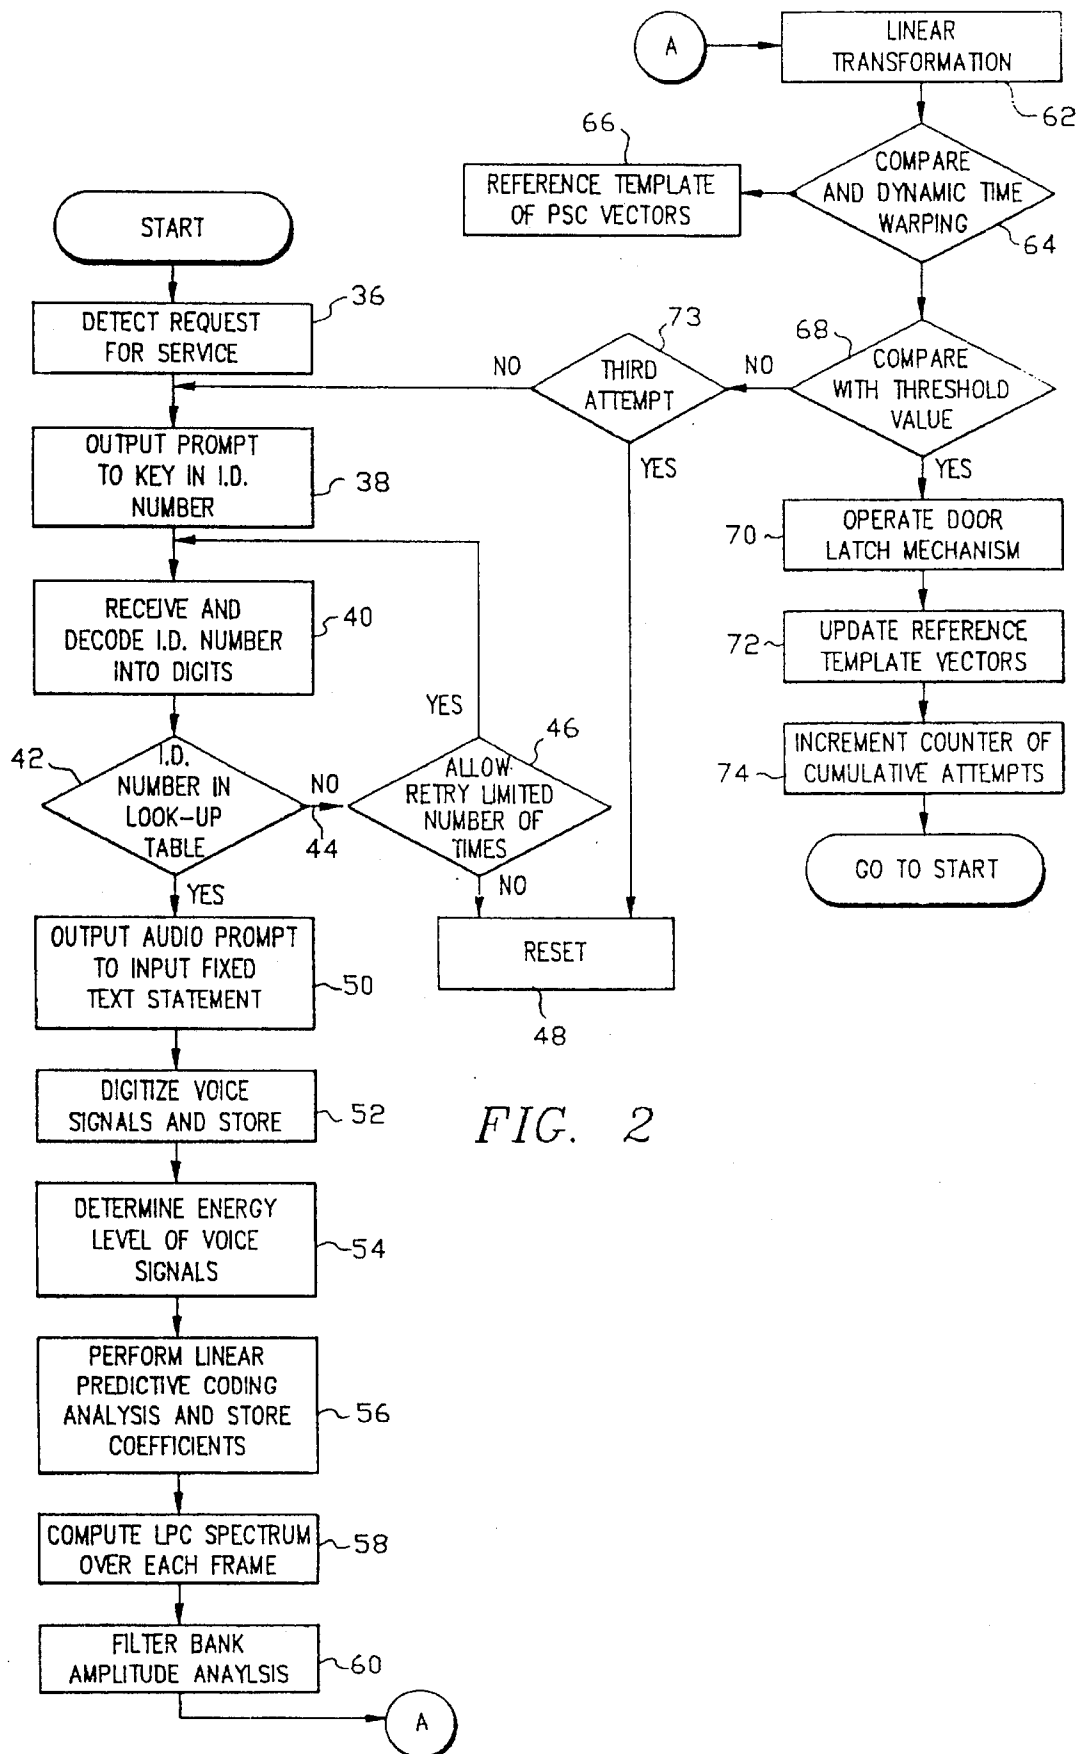 START
DETECT REQUEST
FOR SERVICE
36
OUTPUT PROMPT
TO KEY IN I.D.
NUMBER
38
RECEIVE AND
DECODE I.D. NUMBER
INTO DIGITS
40
42
I.D.
NUMBER IN
LOOK-UP
TABLE
NO
44
YES
46
ALLOW
RETRY LIMITED
NUMBER OF
TIMES
YES
NO
RESET
48
OUTPUT AUDIO PROMPT
TO INPUT FIXED
TEXT STATEMENT
50
DIGITIZE VOICE
SIGNALS AND STORE
52
DETERMINE ENERGY
LEVEL OF VOICE
SIGNALS
54
PERFORM LINEAR
PREDICTIVE CODING
ANALYSIS AND STORE
COEFFICIENTS
56
COMPUTE LPC SPECTRUM
OVER EACH FRAME
58
FILTER BANK
AMPLITUDE ANAYLSIS
60
A
A
LINEAR
TRANSFORMATION
62
COMPARE
AND DYNAMIC TIME
WARPING
64
66
REFERENCE TEMPLATE
OF PSC VECTORS
68
COMPARE
WITH THRESHOLD
VALUE
NO
YES
73
THIRD
ATTEMPT
NO
YES
70
OPERATE DOOR
LATCH MECHANISM
72
UPDATE REFERENCE
TEMPLATE VECTORS
74
INCREMENT COUNTER OF
CUMULATIVE ATTEMPTS
GO TO START
FIG. 2